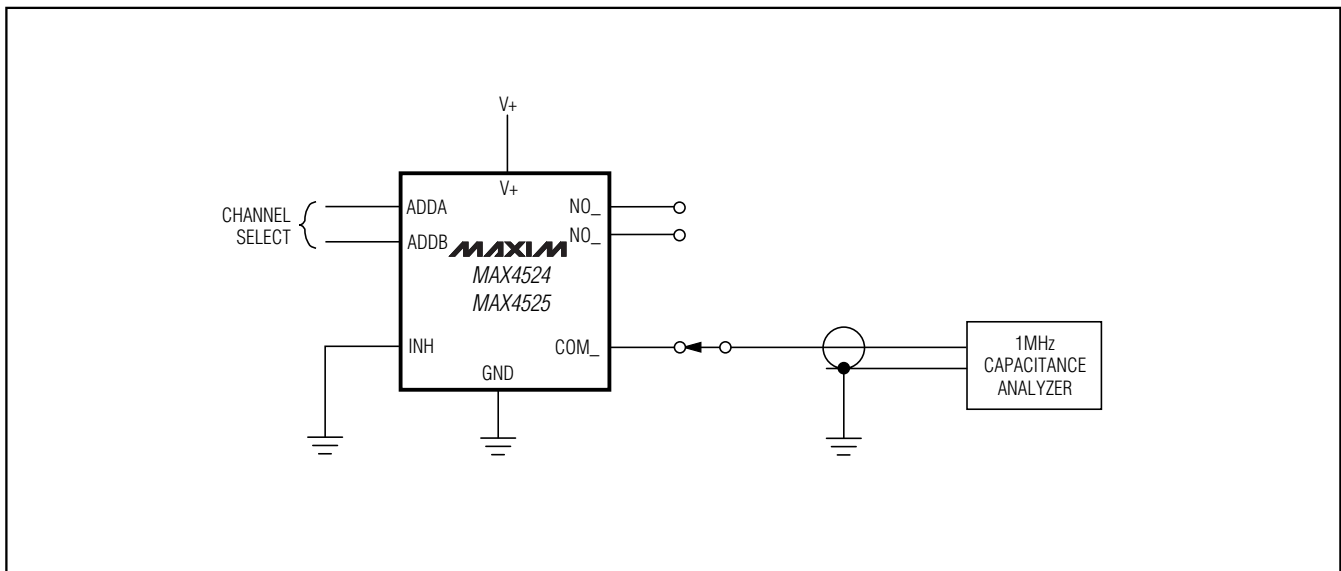 V+
V+
CHANNEL
SELECT
ADDA
ADDB
INH
NO_
NO_
MAXIM
MAX4524
MAX4525
COM_
GND
1MHz
CAPACITANCE
ANALYZER